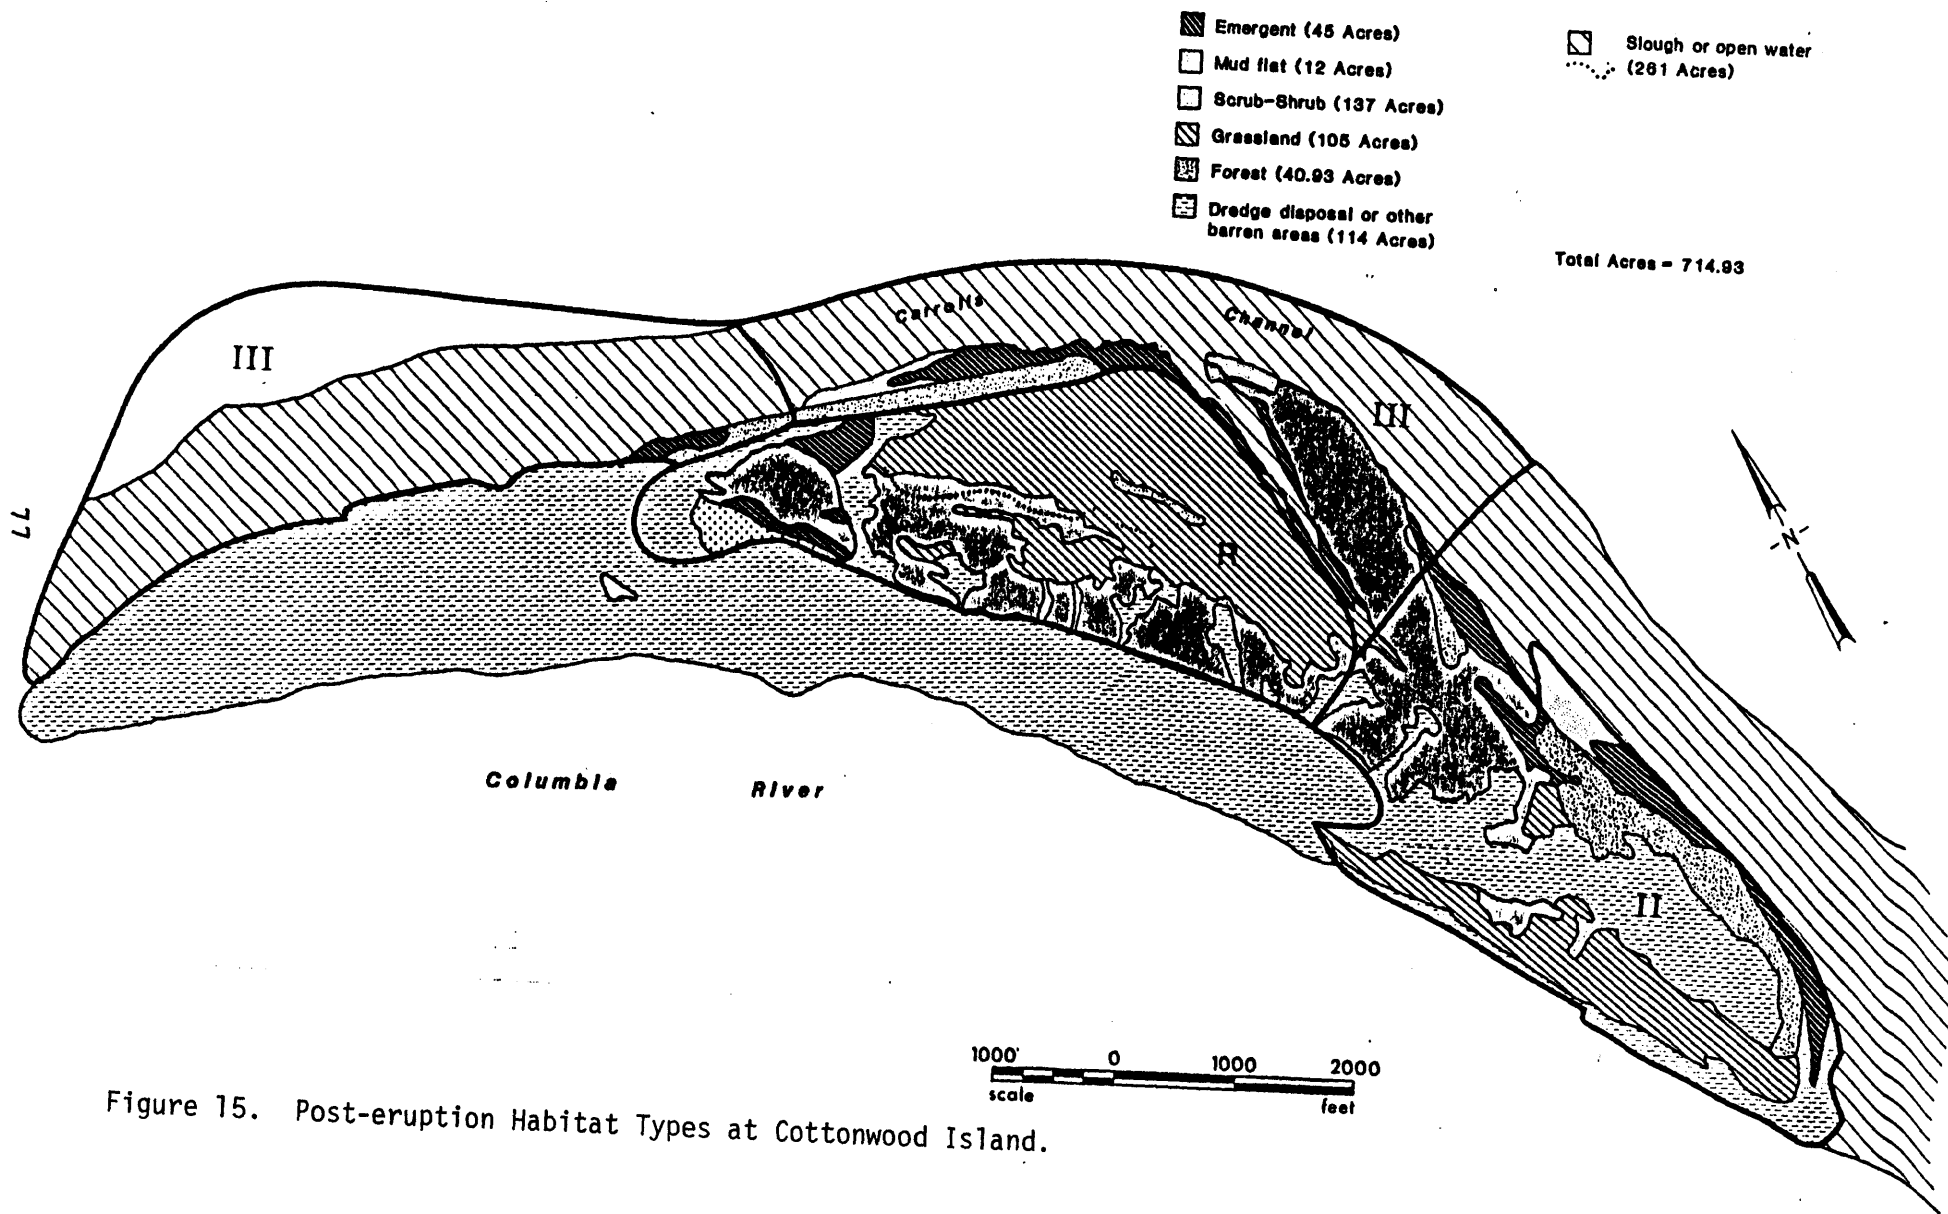 Emergent (45 Acres)
Mud flat (12 Acres)
Scrub-Shrub (137 Acres)
Grassland (105 Acres)
Forest (40.93 Acres)
Dredge disposal or other
barren areas (114 Acres)
Slough or open water
(261 Acres)
Total Acres = 714.93
Carrolls
Channel
III
III
N
77
R
II
Columbia River
1000' 0 1000 2000
scale feet
Figure 15. Post-eruption Habitat Types at Cottonwood Island.